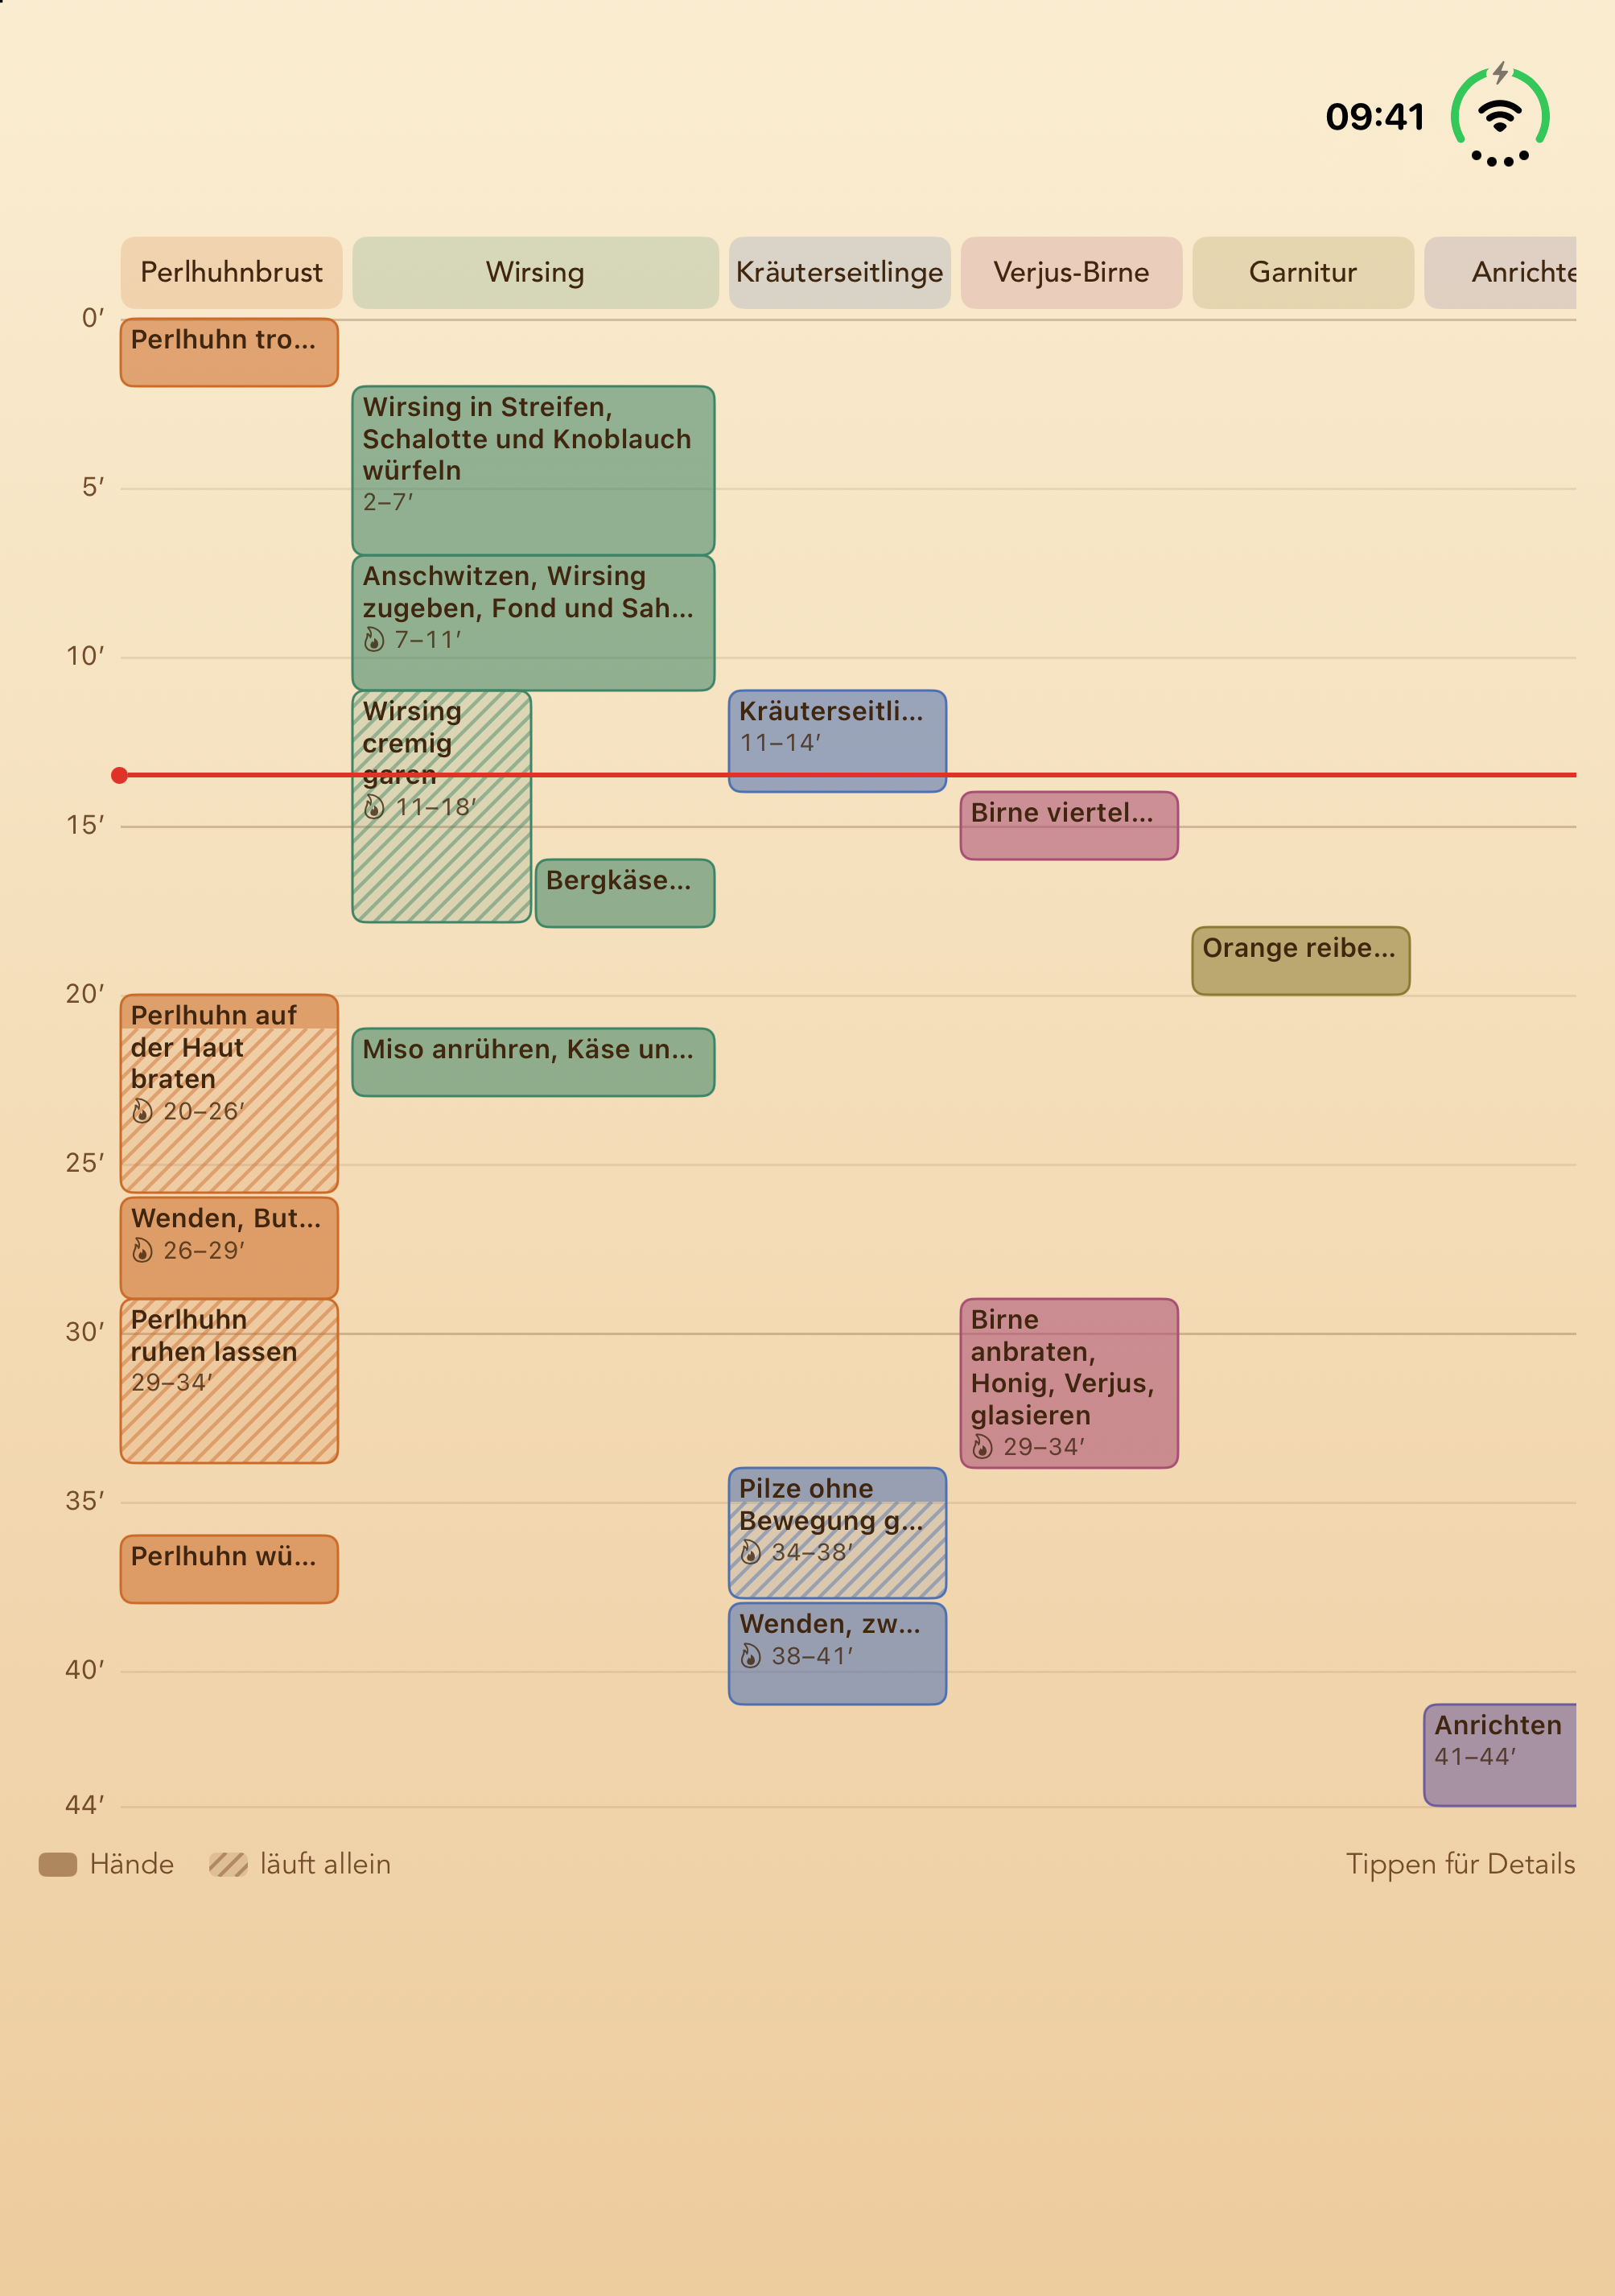 09:41
Perlhuhnbrust
Wirsing
Kräuterseitlinge
Verjus-Birne
Garnitur
Anrichte
0′
Perlhuhn tro…
Wirsing in Streifen,
Schalotte und Knoblauch
würfeln
2–7′
5′
Anschwitzen, Wirsing
zugeben, Fond und Sah…
7–11′
10′
Wirsing
cremig
garen
11–18′
Kräuterseitli…
11–14′
Birne viertel…
15′
Bergkäse…
Orange reibe…
20′
Perlhuhn auf
der Haut
braten
20–26′
Miso anrühren, Käse un…
25′
Wenden, But…
26–29′
Perlhuhn
ruhen lassen
29–34′
Birne
anbraten,
Honig, Verjus,
glasieren
29–34′
30′
Pilze ohne
Bewegung g…
34–38′
35′
Perlhuhn wü…
Wenden, zw…
38–41′
40′
Anrichten
41–44′
44′
Hände
läuft allein
Tippen für Details